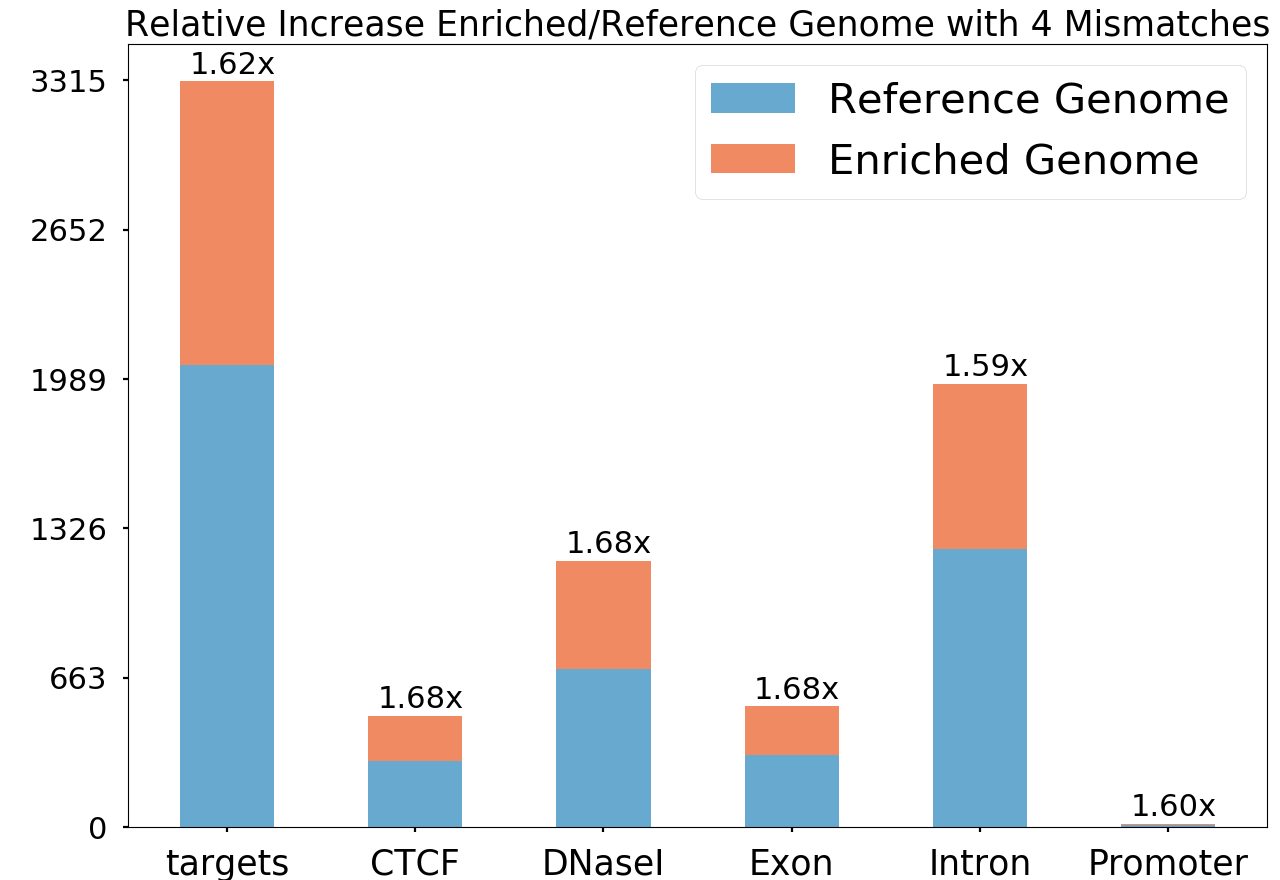 Relative Increase Enriched/Reference Genome with 4 Mismatches
Reference Genome
Enriched Genome
3315
2652
1989
1326
663
0
1.62x
1.68x
1.68x
1.68x
1.59x
1.60x
targets
CTCF
DNaseI
Exon
Intron
Promoter